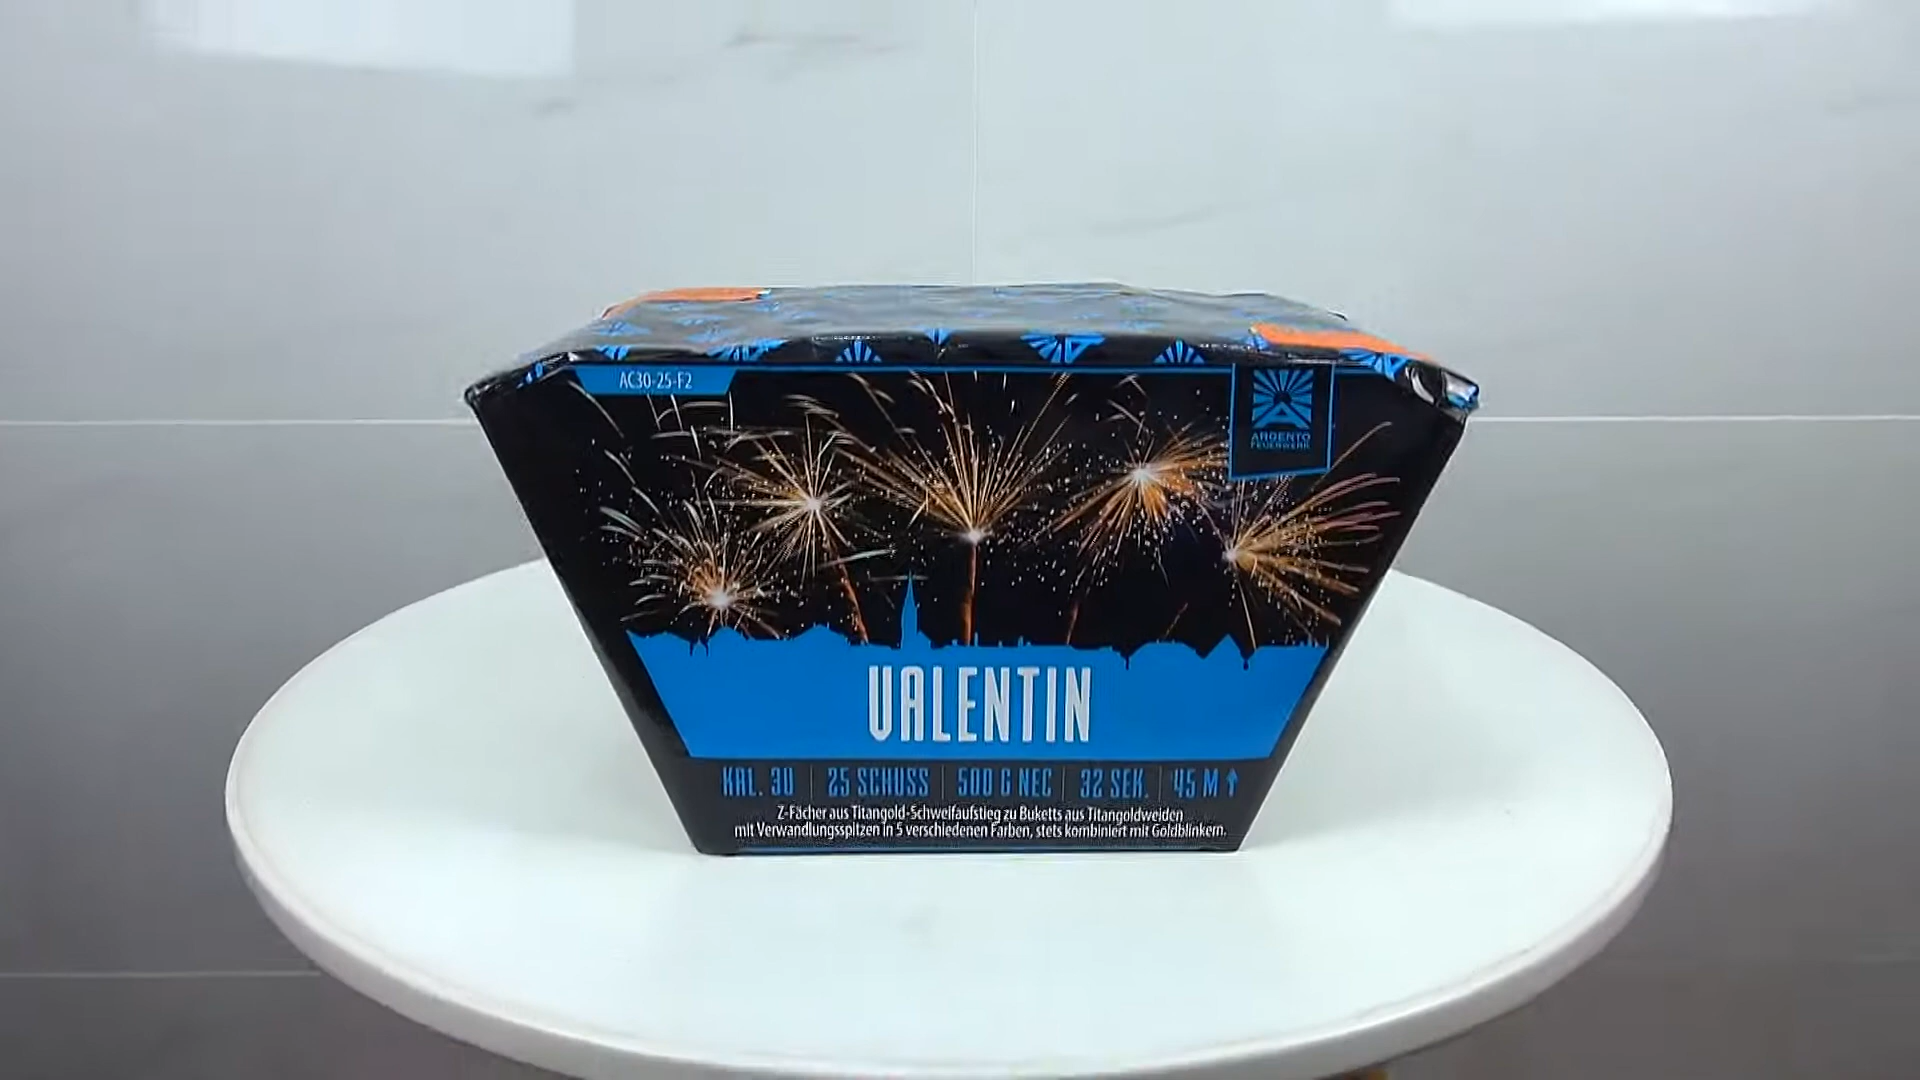 AC30-25-F2
ARGENTO
FEUERWERK
VALENTIN
KAL. 30 | 25 SCHUSS | 500 G NEC | 32 SEK. | 45 M ↑
Z-Fächer aus Titangold-Schweifaufstieg zu Buketts aus Titangoldweiden
mit Verwandlungsspitzen in 5 verschiedenen Farben, stets kombiniert mit Goldblinkern.